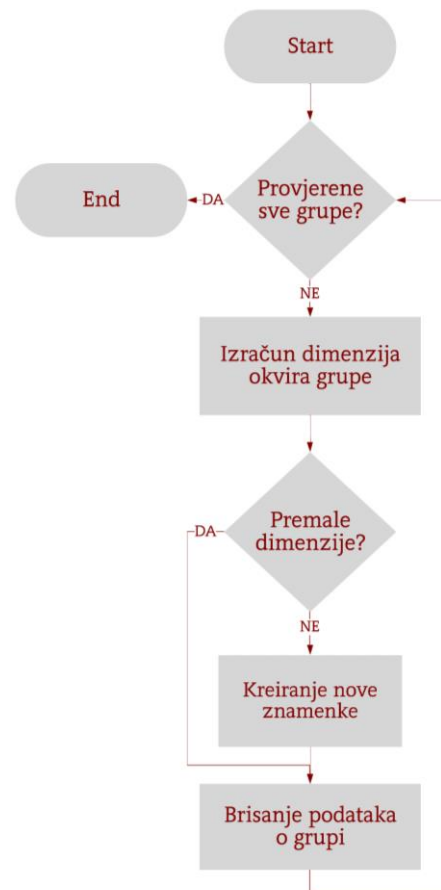 Start
Provjerene
sve grupe?
DA
End
NE
Izračun dimenzija
okvira grupe
Premale
dimenzije?
DA
NE
Kreiranje nove
znamenke
Brisanje podataka
o grupi